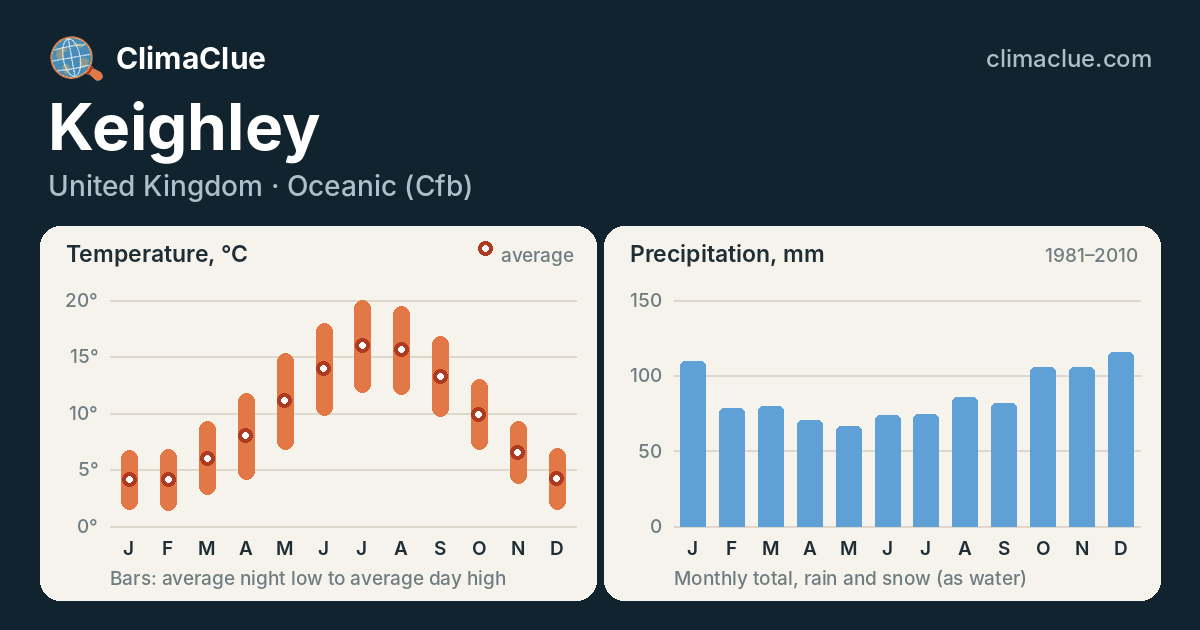 ClimaClue
climaclue.com
Keighley
United Kingdom · Oceanic (Cfb)
Temperature, °C
average
20°
15°
10°
5°
0°
J F M A M J J A S O N D
Bars: average night low to average day high
Precipitation, mm
1981–2010
150
100
50
0
J F M A M J J A S O N D
Monthly total, rain and snow (as water)